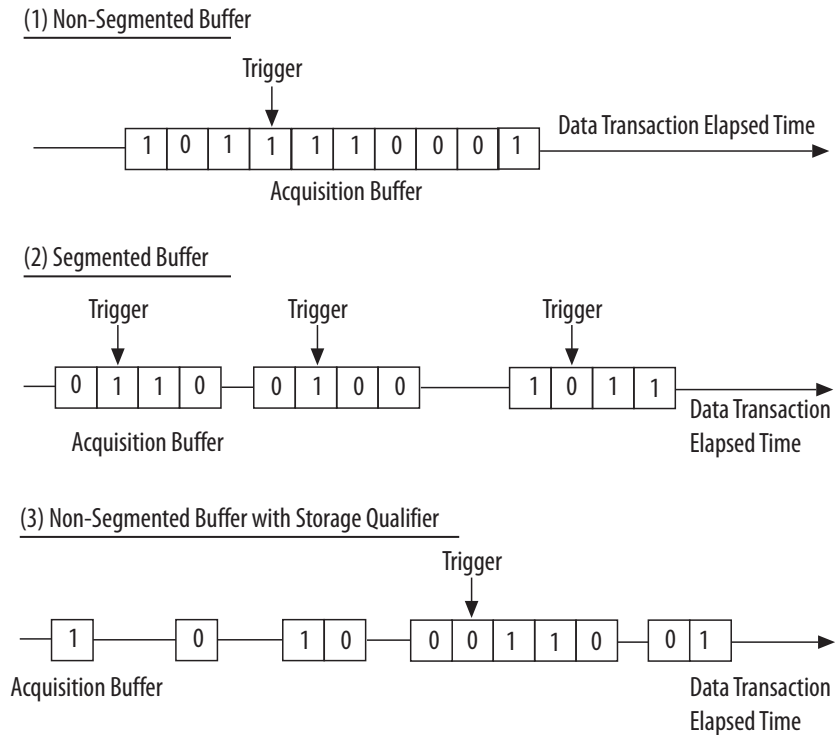 (1) Non-Segmented Buffer
Trigger
Data Transaction Elapsed Time
1 0 1 1 1 1 0 0 0 1
Acquisition Buffer
(2) Segmented Buffer
Trigger Trigger Trigger
0 1 1 0 0 1 0 0 1 0 1 1
Data Transaction
Acquisition Buffer
Elapsed Time
(3) Non-Segmented Buffer with Storage Qualifier
Trigger
1 0 1 0 0 0 1 1 0 0 1
Acquisition Buffer
Data Transaction
Elapsed Time